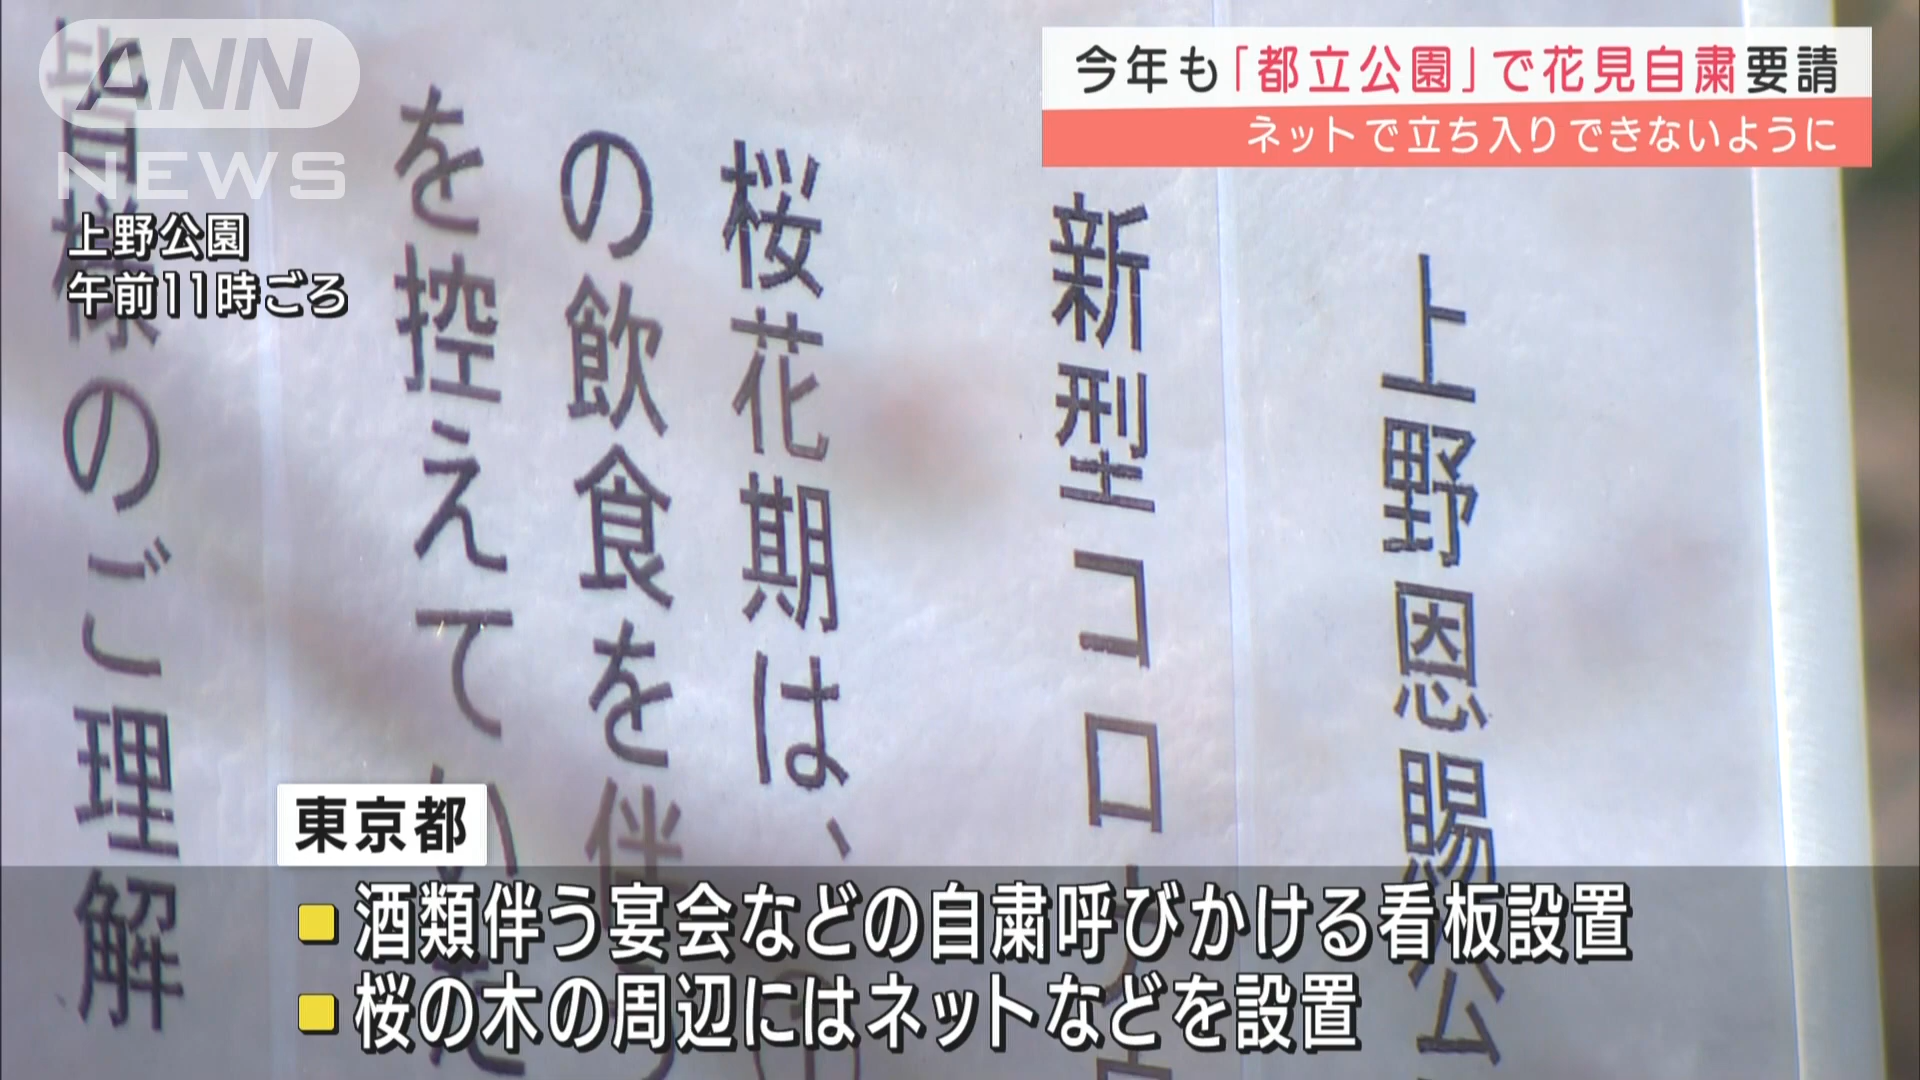 ANN
NEWS
上野公園
午前11時ごろ
今年も「都立公園」で花見自粛要請
ネットで立ち入りできないように
上野恩賜公
新型コロ
桜花期は、
の飲食を伴う
を控えて
皆様のご理解
東京都
酒類伴う宴会などの自粛呼びかける看板設置
桜の木の周辺にはネットなどを設置